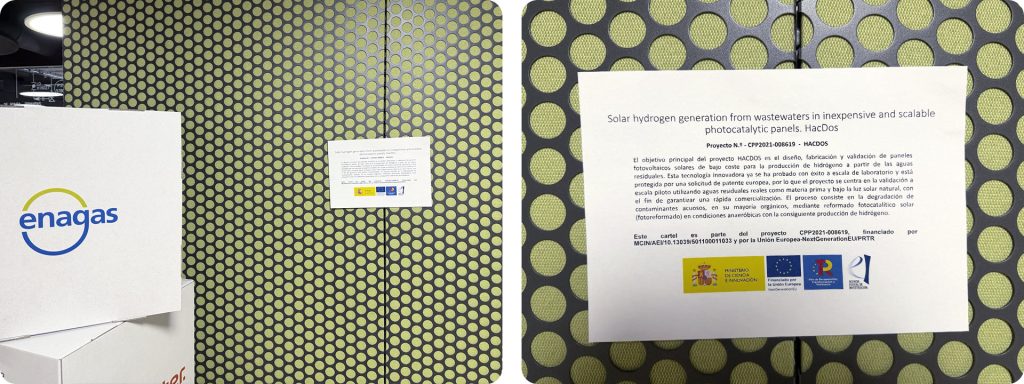 enagas
Solar hydrogen generation from wastewaters in inexpensive and scalable
photocatalytic panels. HacDos
Proyecto N.º - CPP2021-008619 - HACDOS
El objetivo principal del proyecto HACDOS es el diseño, fabricación y validación de paneles
fotovoltaicos solares de bajo coste para la producción de hidrógeno a partir de las aguas
residuales. Esta tecnología innovadora ya se ha probado con éxito a escala de laboratorio y está
protegida por una solicitud de patente europea, por lo que el proyecto se centra en la validación a
escala piloto utilizando aguas residuales reales como materia prima y bajo la luz solar natural, con
el fin de garantizar una rápida comercialización. El proceso consiste en la degradación de
contaminantes acuosos, en su mayoría orgánicos, mediante reformado fotocatalítico solar
(fotoreformado) en condiciones anaeróbicas con la consiguiente producción de hidrógeno.
Este cartel es parte del proyecto CPP2021-008619, financiado por
MCIN/AEI/10.13039/501100011033 y por la Unión Europea-NextGenerationEU/PRTR
MINISTERIO
DE CIENCIA
E INNOVACIÓN
Financiado por
la Unión Europea
NextGenerationEU